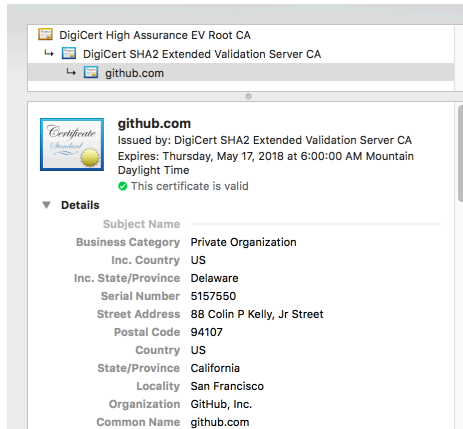 DigiCert High Assurance EV Root CA
DigiCert SHA2 Extended Validation Server CA
github.com
Certificate
Standard
github.com
Issued by: DigiCert SHA2 Extended Validation Server CA
Expires: Thursday, May 17, 2018 at 6:00:00 AM Mountain
Daylight Time
This certificate is valid
Details
Subject Name
Business Category Private Organization
Inc. Country US
Inc. State/Province Delaware
Serial Number 5157550
Street Address 88 Colin P Kelly, Jr Street
Postal Code 94107
Country US
State/Province California
Locality San Francisco
Organization GitHub, Inc.
Common Name github.com